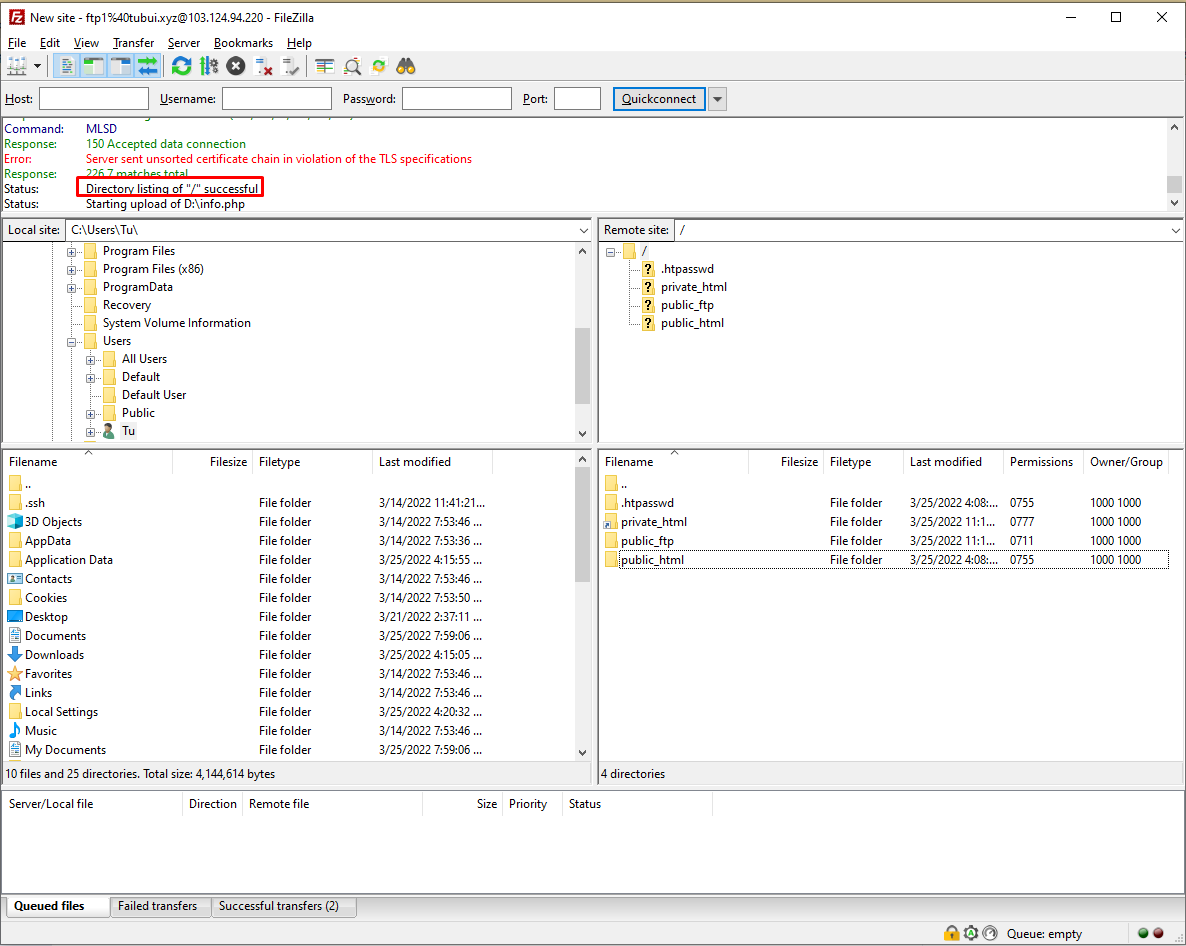 New site - ftp1%40tubui.xyz@103.124.94.220 - FileZilla
File Edit View Transfer Server Bookmarks Help
Host: Username: Password: Port: Quickconnect
Command: MLSD
Response: 150 Accepted data connection
Error: Server sent unsorted certificate chain in violation of the TLS specifications
Response: 226 7 matches total
Status: Directory listing of "/" successful
Status: Starting upload of D:\info.php
Local site: C:\Users\Tu\
Program Files
Program Files (x86)
ProgramData
Recovery
System Volume Information
Users
All Users
Default
Default User
Public
Tu
Remote site: /
/
.htpasswd
private_html
public_ftp
public_html
Filename Filesize Filetype Last modified
..
.ssh File folder 3/14/2022 11:41:21...
3D Objects File folder 3/14/2022 7:53:46 ...
AppData File folder 3/14/2022 7:53:36 ...
Application Data File folder 3/25/2022 4:15:55 ...
Contacts File folder 3/14/2022 7:53:46 ...
Cookies File folder 3/14/2022 7:53:50 ...
Desktop File folder 3/21/2022 2:37:11 ...
Documents File folder 3/25/2022 7:59:06 ...
Downloads File folder 3/25/2022 4:15:05 ...
Favorites File folder 3/14/2022 7:53:46 ...
Links File folder 3/14/2022 7:53:46 ...
Local Settings File folder 3/25/2022 4:20:32 ...
Music File folder 3/14/2022 7:53:46 ...
My Documents File folder 3/25/2022 7:59:06 ...
10 files and 25 directories. Total size: 4,144,614 bytes
Filename Filesize Filetype Last modified Permissions Owner/Group
..
.htpasswd File folder 3/25/2022 4:08:... 0755 1000 1000
private_html File folder 3/25/2022 11:1... 0777 1000 1000
public_ftp File folder 3/25/2022 11:1... 0711 1000 1000
public_html File folder 3/25/2022 4:08:... 0755 1000 1000
4 directories
Server/Local file Direction Remote file Size Priority Status
Queued files Failed transfers Successful transfers (2)
Queue: empty